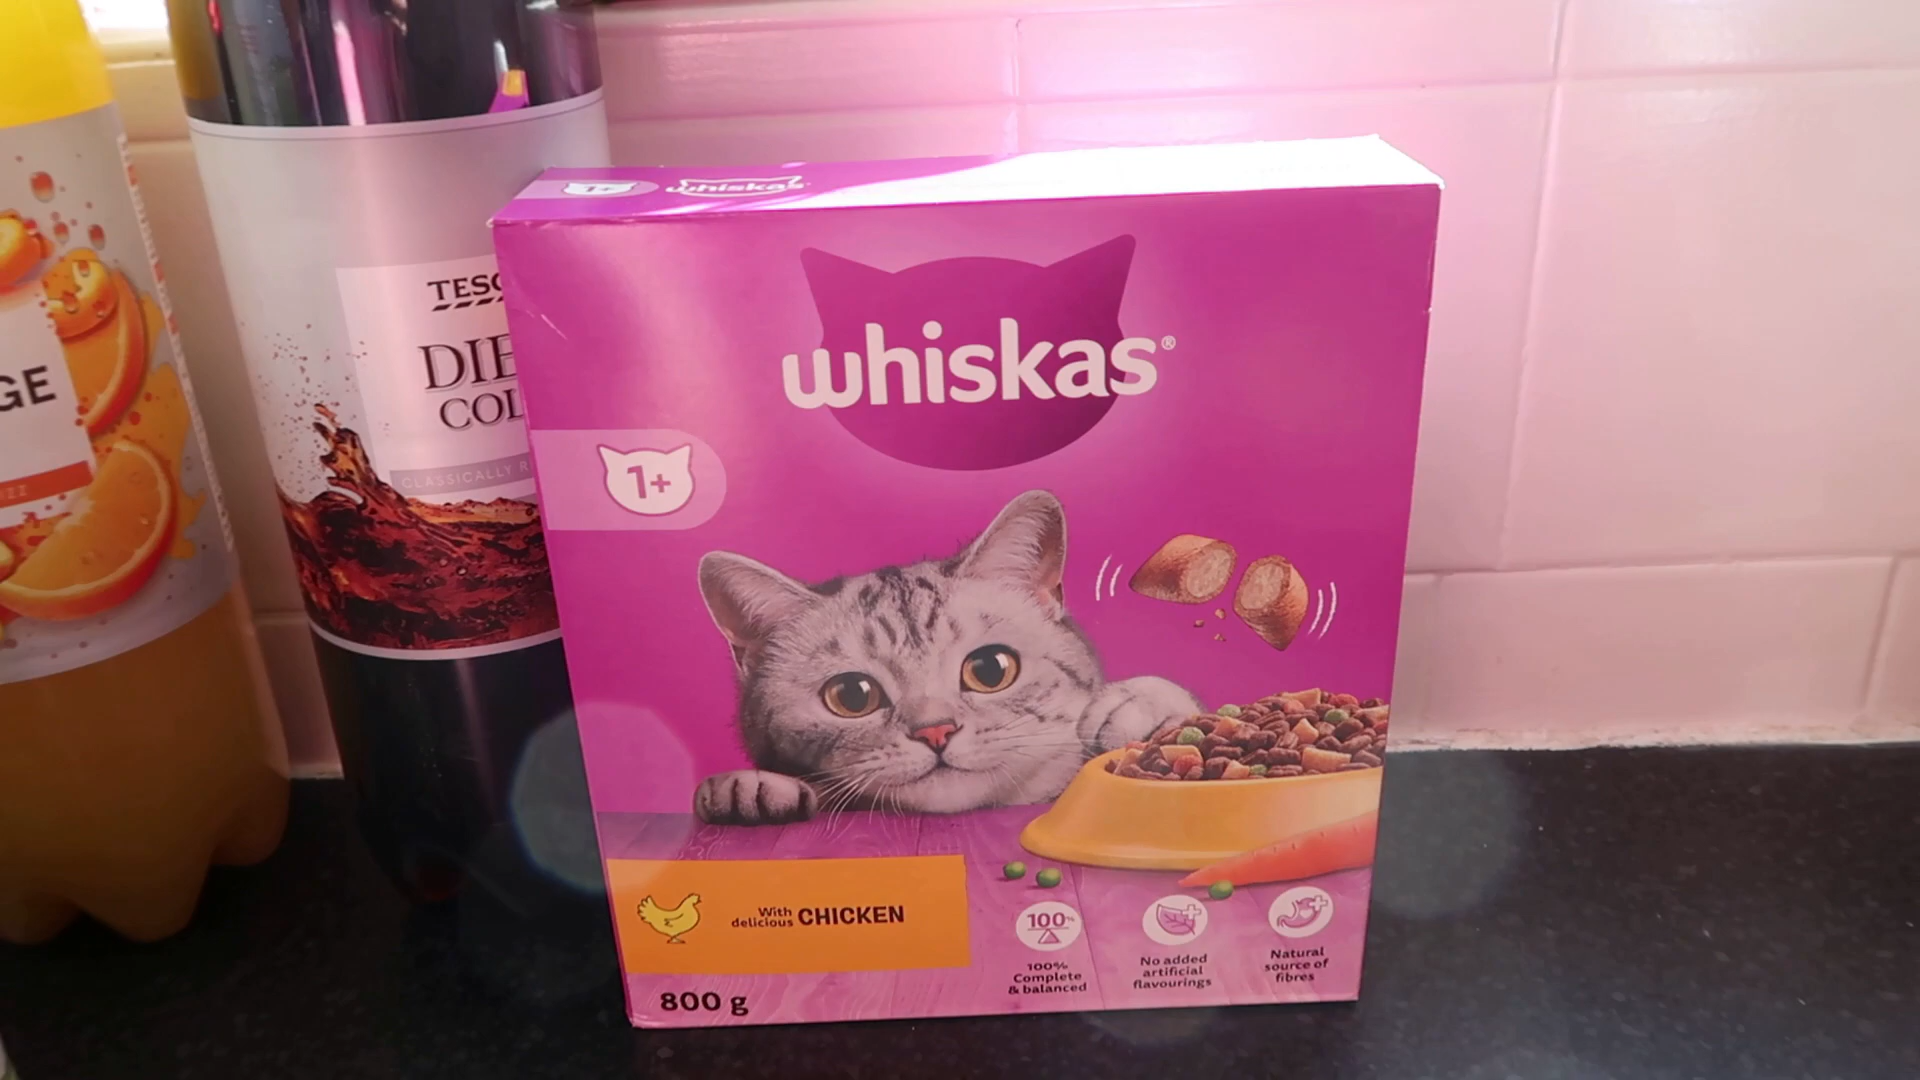 1+
whiskas
TESC
DIE
COL
CLASSICALLY R
GE
whiskas®
1+
With
delicious CHICKEN
800 g
100%
100%
Complete
& balanced
No added
artificial
flavourings
Natural
source of
fibres